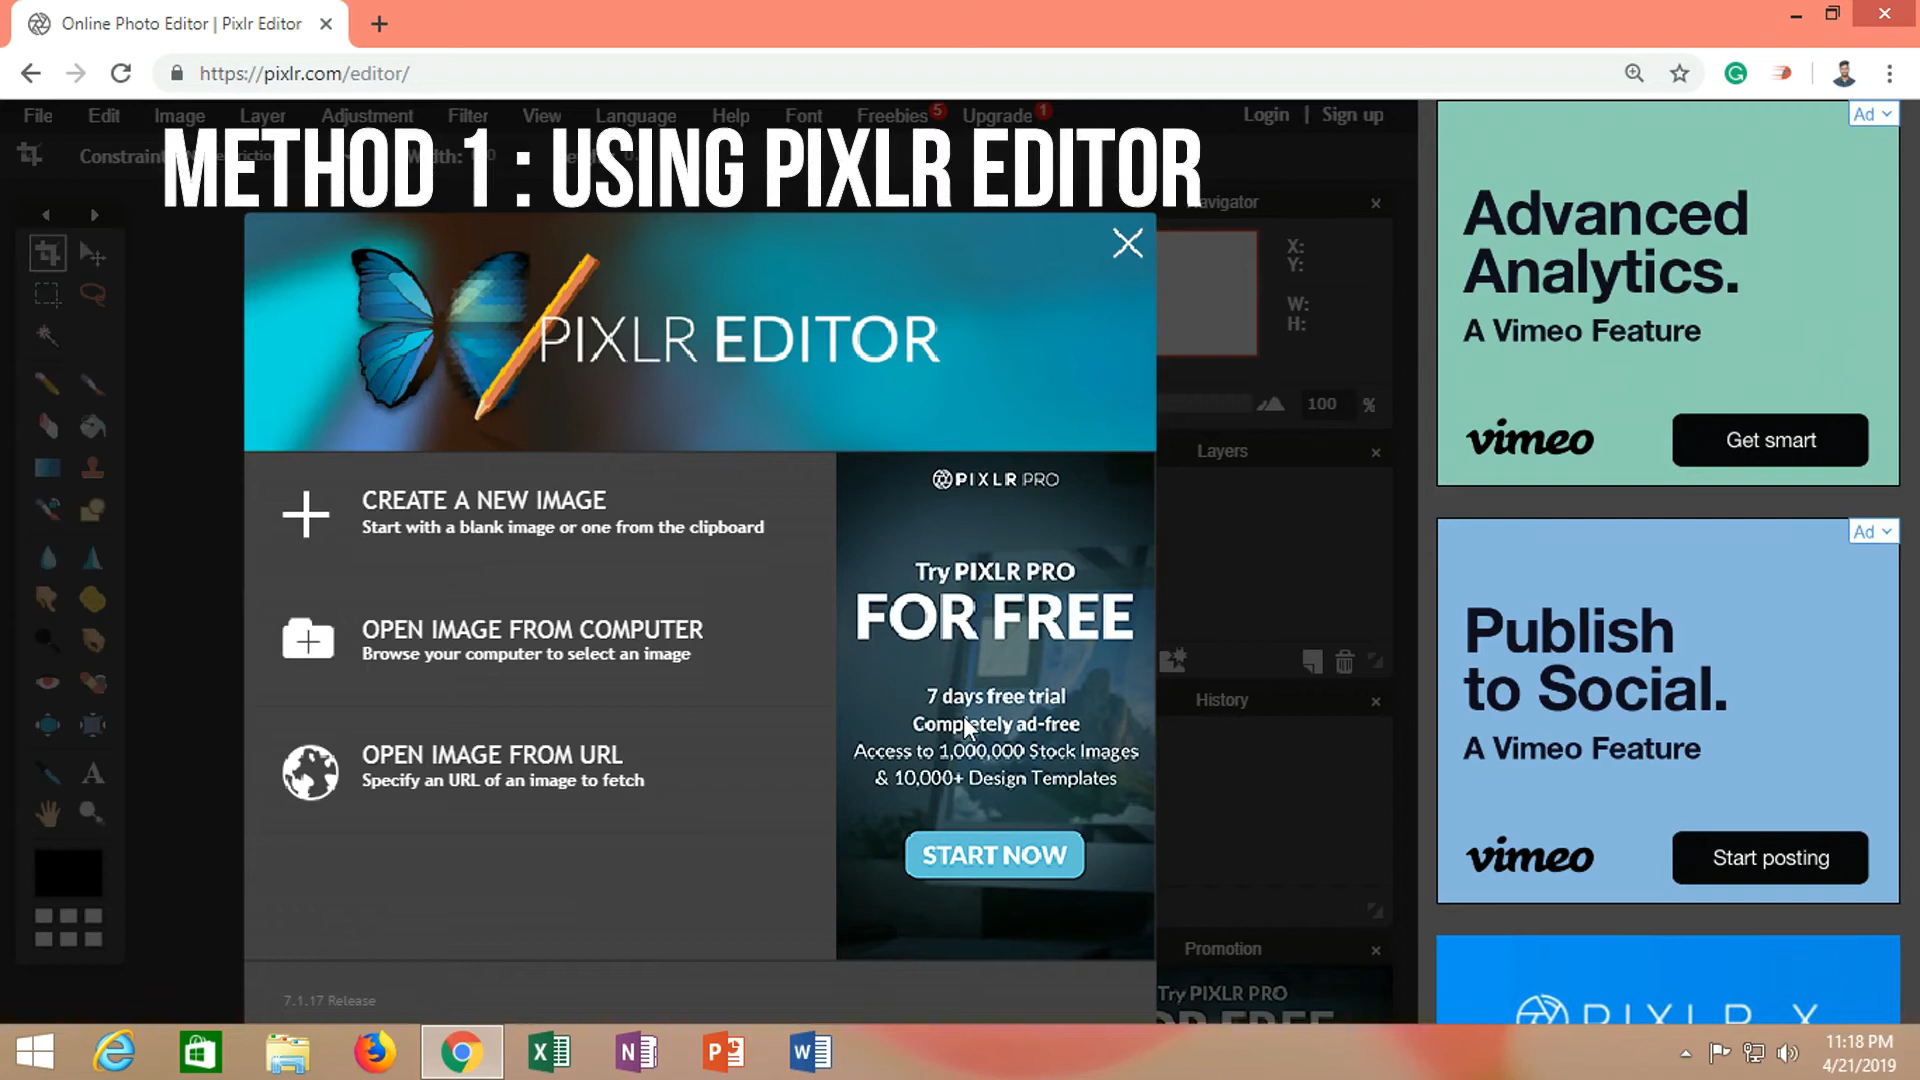 Online Photo Editor | Pixlr Editor
https://pixlr.com/editor/
File Edit Image Layer Adjustment Filter View Language Help Font Freebies 5 Upgrade 1 Login | Sign up
Constraint:
METHOD 1 : USING PIXLR EDITOR
Navigator
X:
Y:
W:
H:
100 %
PIXLR EDITOR
CREATE A NEW IMAGE
Start with a blank image or one from the clipboard
OPEN IMAGE FROM COMPUTER
Browse your computer to select an image
OPEN IMAGE FROM URL
Specify an URL of an image to fetch
7.1.17 Release
PIXLR PRO
Try PIXLR PRO
FOR FREE
7 days free trial
Completely ad-free
Access to 1,000,000 Stock Images
& 10,000+ Design Templates
START NOW
Layers
History
Promotion
Try PIXLR PRO
FOR FREE
Ad
Advanced
Analytics.
A Vimeo Feature
vimeo
Get smart
Ad
Publish
to Social.
A Vimeo Feature
vimeo
Start posting
PIXLR X
11:18 PM
4/21/2019